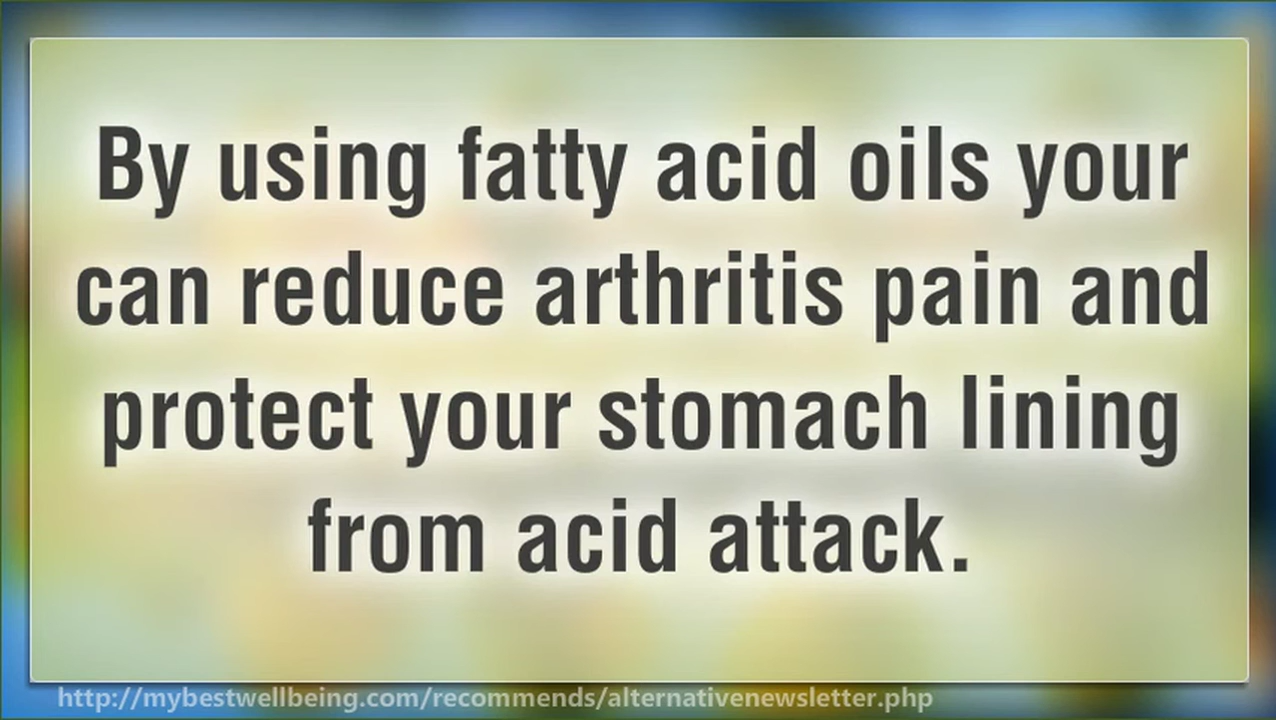 By using fatty acid oils your
can reduce arthritis pain and
protect your stomach lining
from acid attack.
http://mybestwellbeing.com/recommends/alternativenewsletter.php